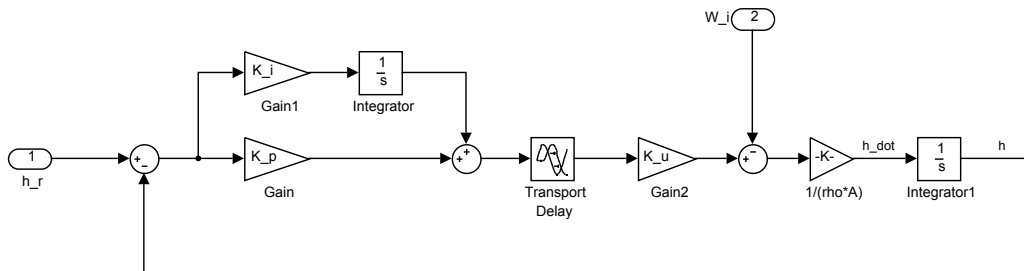 W_i
2
K_i
1
s
Gain1
Integrator
1
h_r
+
−
K_p
Gain
+
+
Transport
Delay
K_u
Gain2
−
+
-K-
1/(rho*A)
h_dot
1
s
Integrator1
h